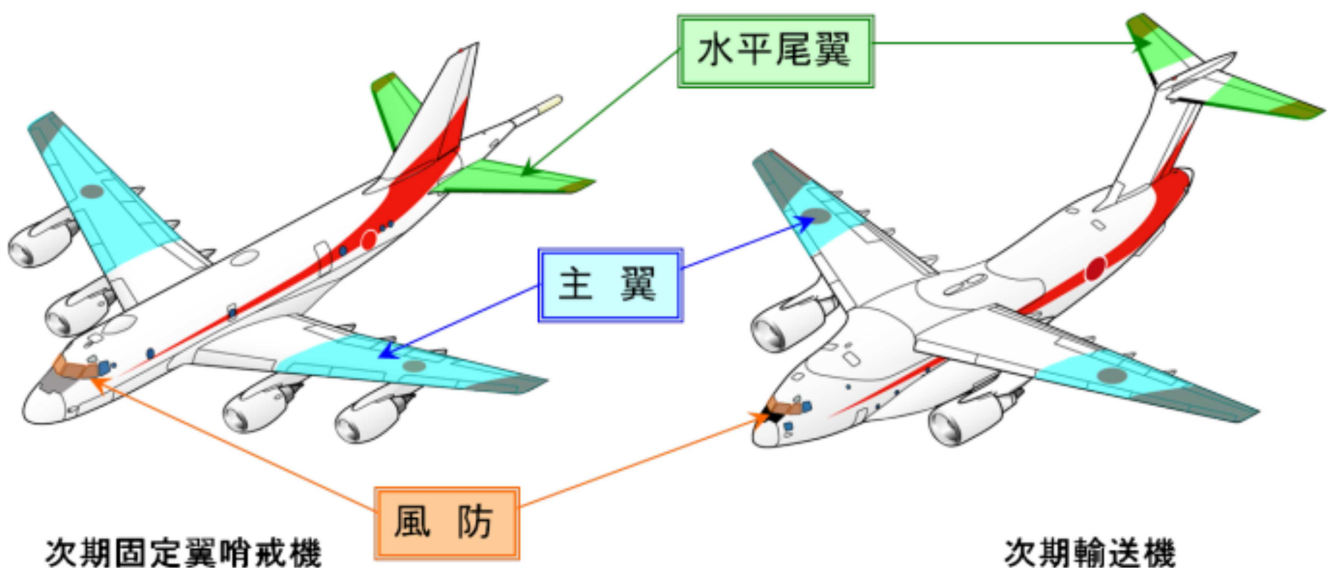 水平尾翼
主 翼
風 防
次期固定翼哨戒機
次期輸送機